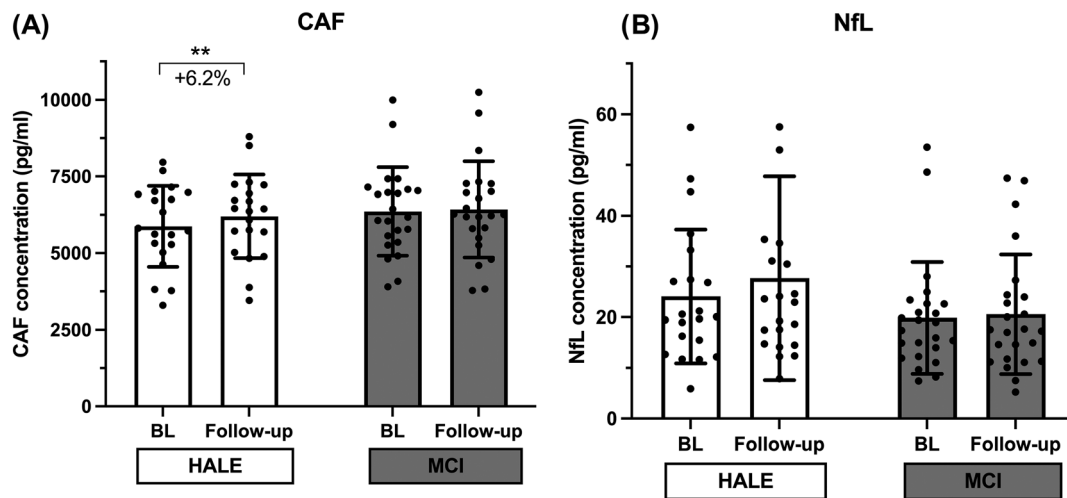 (A)
CAF
**
+6.2%
CAF concentration (pg/ml)
10000
7500
5000
2500
0
BL Follow-up BL Follow-up
HALE MCI
(B)
NfL
NfL concentration (pg/ml)
60
40
20
0
BL Follow-up BL Follow-up
HALE MCI